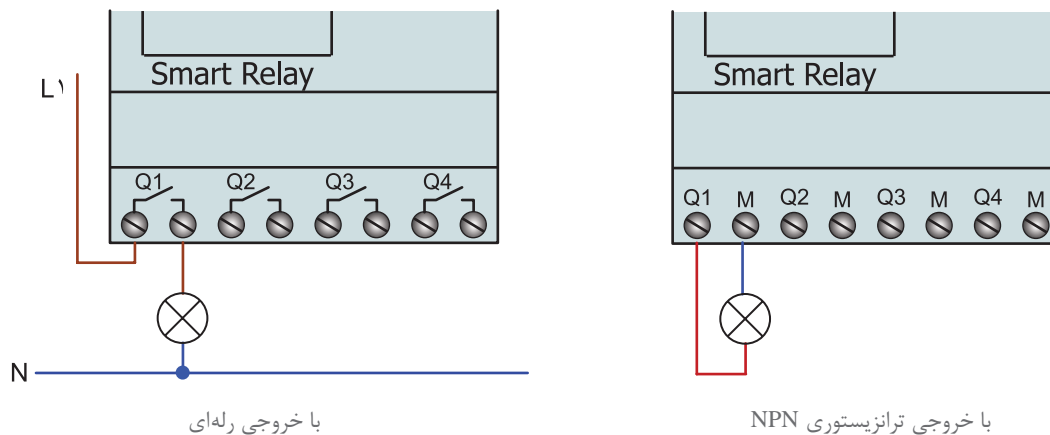 Smart Relay
L۱
Q1 Q2 Q3 Q4
N
با خروجی رله‌ای
Smart Relay
Q1 M Q2 M Q3 M Q4 M
با خروجی ترانزیستوری NPN